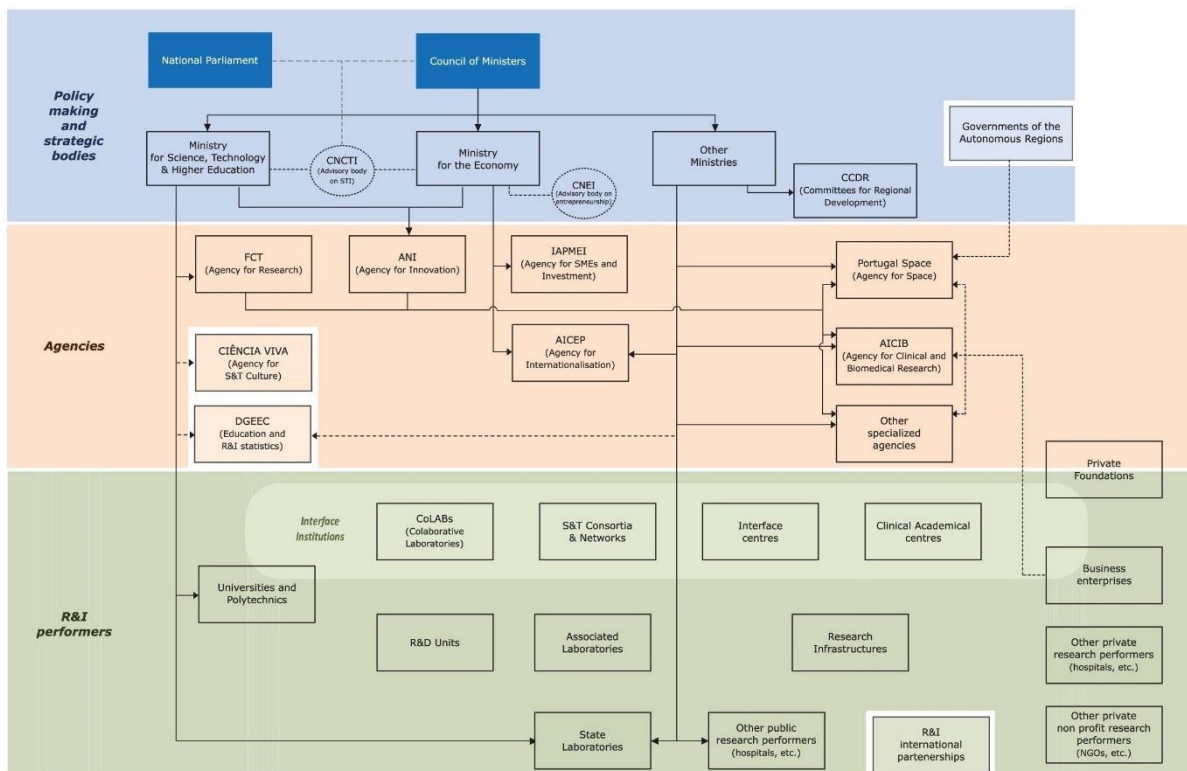 National Parliament
Council of Ministers
Policy
making
and
strategic
bodies
Ministry
for Science, Technology
& Higher Education
CNCTI
(Advisory body
on STI)
Ministry
for the Economy
CNEI
(Advisory body on
entrepreneurship)
Other
Ministries
CCDR
(Committees for Regional
Development)
Governments of the
Autonomous Regions
Agencies
FCT
(Agency for Research)
ANI
(Agency for Innovation)
IAPMEI
(Agency for SMEs and
Investment)
Portugal Space
(Agency for Space)
CIÊNCIA VIVA
(Agency for
S&T Culture)
AICEP
(Agency for
Internationalisation)
AICIB
(Agency for Clinical and
Biomedical Research)
DGEEC
(Education and
R&I statistics)
Other
specialized
agencies
Private
Foundations
R&I
performers
Interface
Institutions
CoLABs
(Colaborative
Laboratories)
S&T Consortia
& Networks
Interface
centres
Clinical Academical
centres
Business
enterprises
Universities and
Polytechnics
R&D Units
Associated
Laboratories
Research
Infrastructures
Other private
research performers
(hospitals, etc.)
State
Laboratories
Other public
research performers
(hospitals, etc.)
R&I
international
partenerships
Other private
non profit research
performers
(NGOs, etc.)